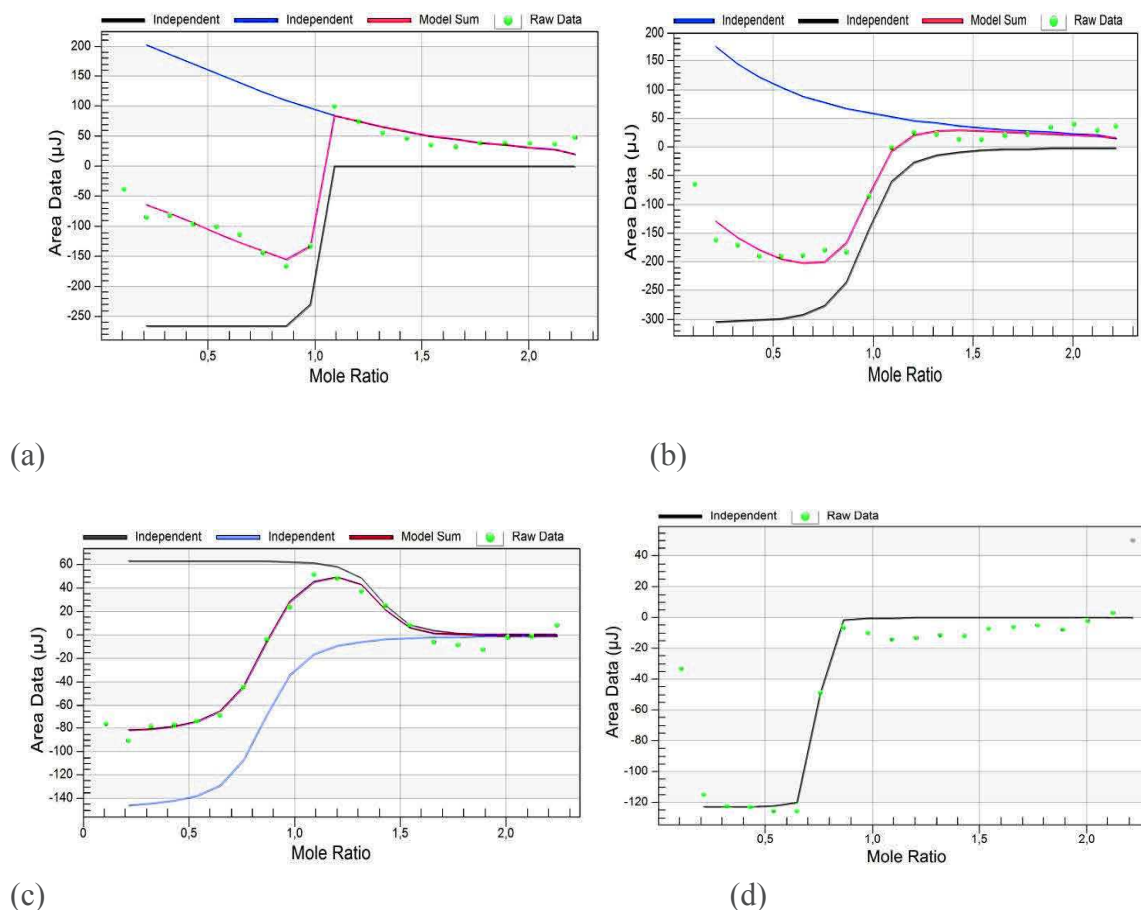 Independent Independent Model Sum Raw Data
200
150
100
50
0
-50
-100
-150
-200
-250
Area Data (µJ)
0,5 1,0 1,5 2,0
Mole Ratio
Independent Independent Model Sum Raw Data
200
150
100
50
0
-50
-100
-150
-200
-250
-300
Area Data (µJ)
0,5 1,0 1,5 2,0
Mole Ratio
(a) (b)
Independent Independent Model Sum Raw Data
60
40
20
0
-20
-40
-60
-80
-100
-120
-140
Area Data (µJ)
0 0,5 1,0 1,5 2,0
Mole Ratio
Independent Raw Data
40
20
0
-20
-40
-60
-80
-100
-120
Area Data (µJ)
0,5 1,0 1,5 2,0
Mole Ratio
(c) (d)